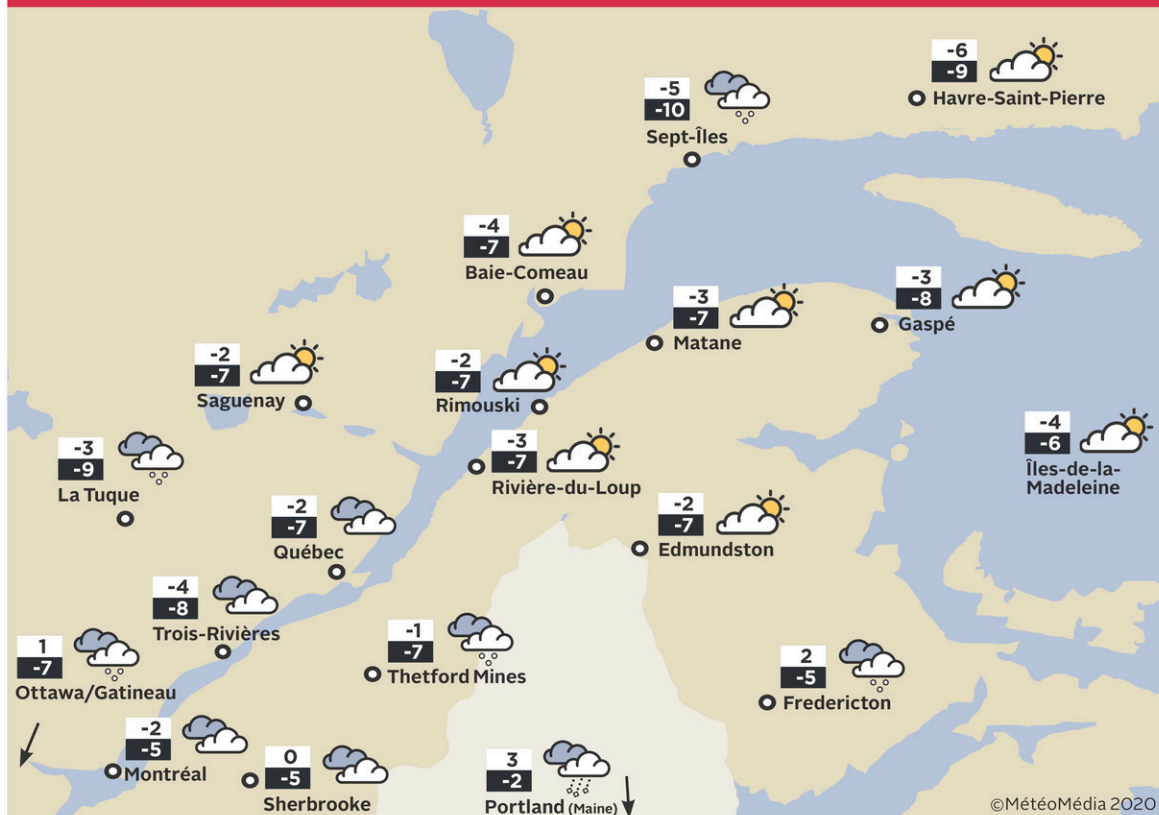 -6
-9
Havre-Saint-Pierre
-5
-10
Sept-Îles
-4
-7
Baie-Comeau
-3
-8
Gaspé
-3
-7
Matane
-2
-7
Saguenay
-2
-7
Rimouski
-4
-6
Îles-de-la-
Madeleine
-3
-9
La Tuque
-3
-7
Rivière-du-Loup
-2
-7
Québec
-2
-7
Edmundston
-4
-8
Trois-Rivières
1
-7
Ottawa/Gatineau
-1
-7
Thetford Mines
2
-5
Fredericton
-2
-5
Montréal
0
-5
Sherbrooke
3
-2
Portland (Maine)
©MétéoMédia 2020